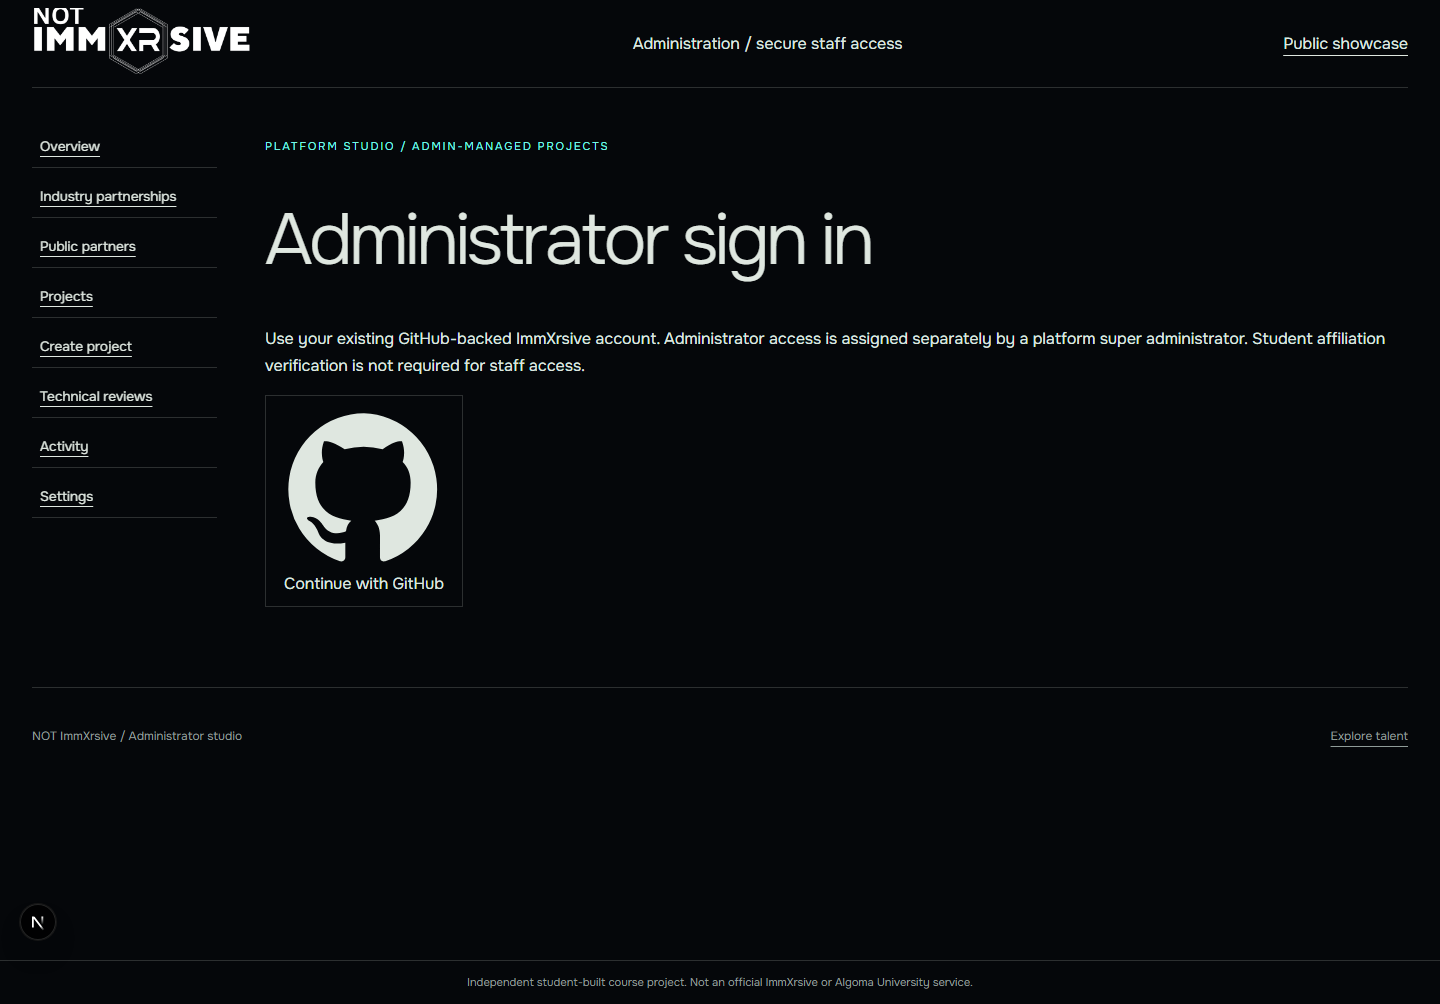 NOT
IMMXRSIVE
Administration / secure staff access
Public showcase
Overview
Industry partnerships
Public partners
Projects
Create project
Technical reviews
Activity
Settings
PLATFORM STUDIO / ADMIN-MANAGED PROJECTS
Administrator sign in
Use your existing GitHub-backed ImmXrsive account. Administrator access is assigned separately by a platform super administrator. Student affiliation
verification is not required for staff access.
Continue with GitHub
NOT ImmXrsive / Administrator studio
Explore talent
N
Independent student-built course project. Not an official ImmXrsive or Algoma University service.